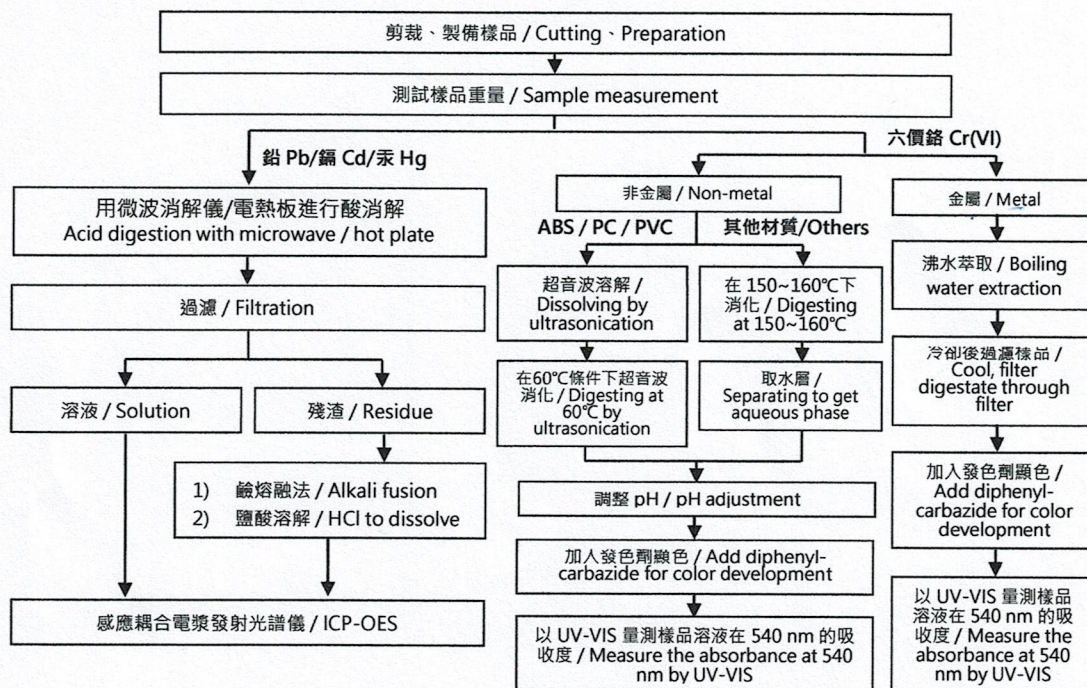 剪裁、製備樣品 / Cutting、Preparation
測試樣品重量 / Sample measurement
鉛 Pb/鎘 Cd/汞 Hg
六價鉻 Cr(VI)
用微波消解儀/電熱板進行酸消解
Acid digestion with microwave / hot plate
過濾 / Filtration
溶液 / Solution
殘渣 / Residue
1) 鹼熔融法 / Alkali fusion
2) 鹽酸溶解 / HCl to dissolve
感應耦合電漿發射光譜儀 / ICP-OES
非金屬 / Non-metal
ABS / PC / PVC
其他材質/Others
超音波溶解 /
Dissolving by
ultrasonication
在60℃條件下超音波
消化 / Digesting at
60℃ by
ultrasonication
在 150~160℃下
消化 / Digesting
at 150~160℃
取水層 /
Separating to get
aqueous phase
調整 pH / pH adjustment
加入發色劑顯色 / Add diphenyl-
carbazide for color development
以 UV-VIS 量測樣品溶液在 540 nm 的吸
收度 / Measure the absorbance at 540
nm by UV-VIS
金屬 / Metal
沸水萃取 / Boiling
water extraction
冷卻後過濾樣品 /
Cool, filter
digestate through
filter
加入發色劑顯色 /
Add diphenyl-
carbazide for color
development
以 UV-VIS 量測樣品
溶液在 540 nm 的吸
收度 / Measure the
absorbance at 540
nm by UV-VIS